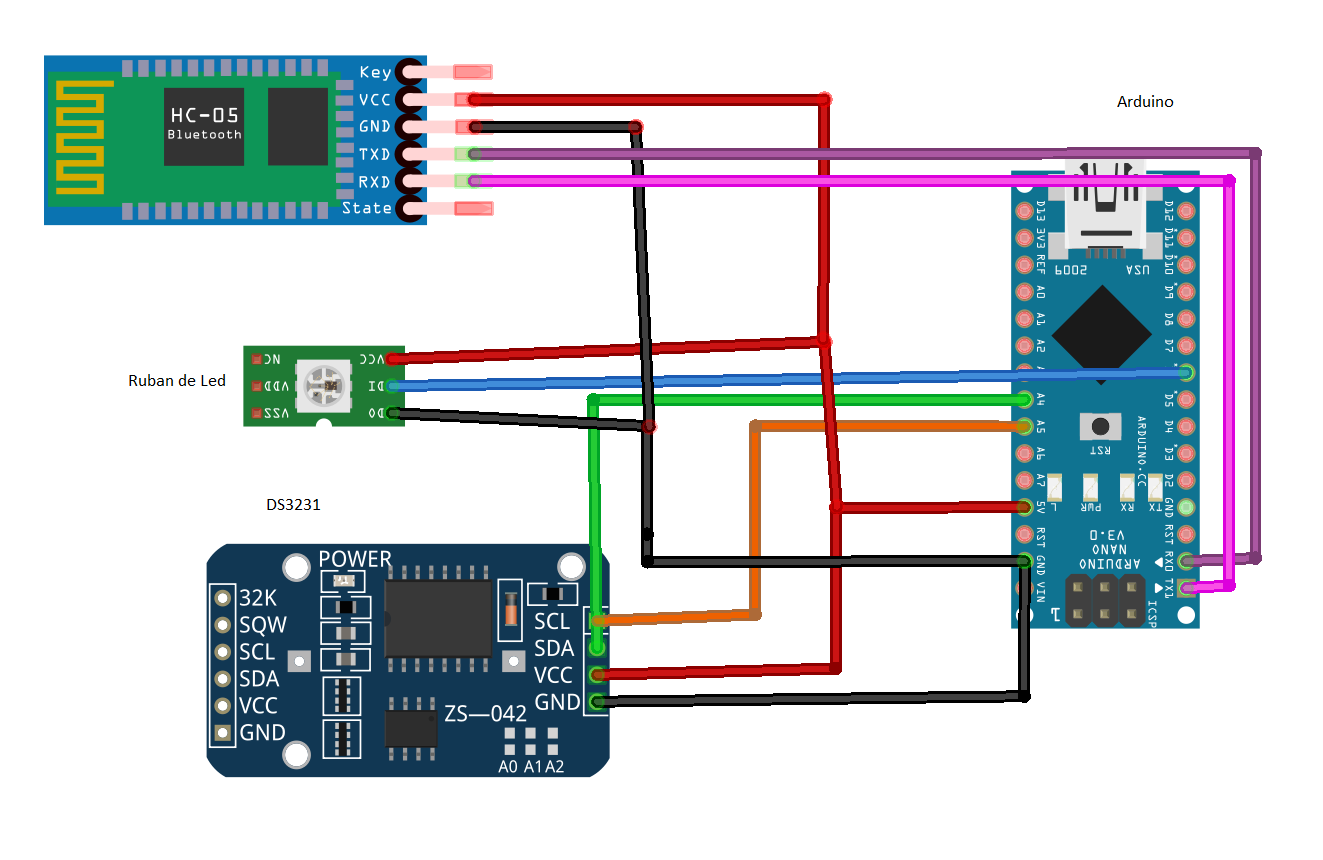 Key
VCC
GND
TXD
RXD
State
HC-05
Bluetooth
Arduino
D13
3V3
REF
A0
A1
A2
A4
A5
A6
A7
5V
RST
GND
VIN
D12
D11
D10
D9
D8
D7
D5
D4
D3
D2
GND
RST
RX0
TX1
2009
USA
RST
ARDUINO.CC
L
PWR
RX
TX
V3.0
NANO
ARDUINO
1
ICSP
Ruban de Led
NC
VDD
VSS
VCC
DI
DO
DS3231
POWER
32K
SQW
SCL
SDA
VCC
GND
SCL
SDA
VCC
GND
ZS—042
A0 A1 A2